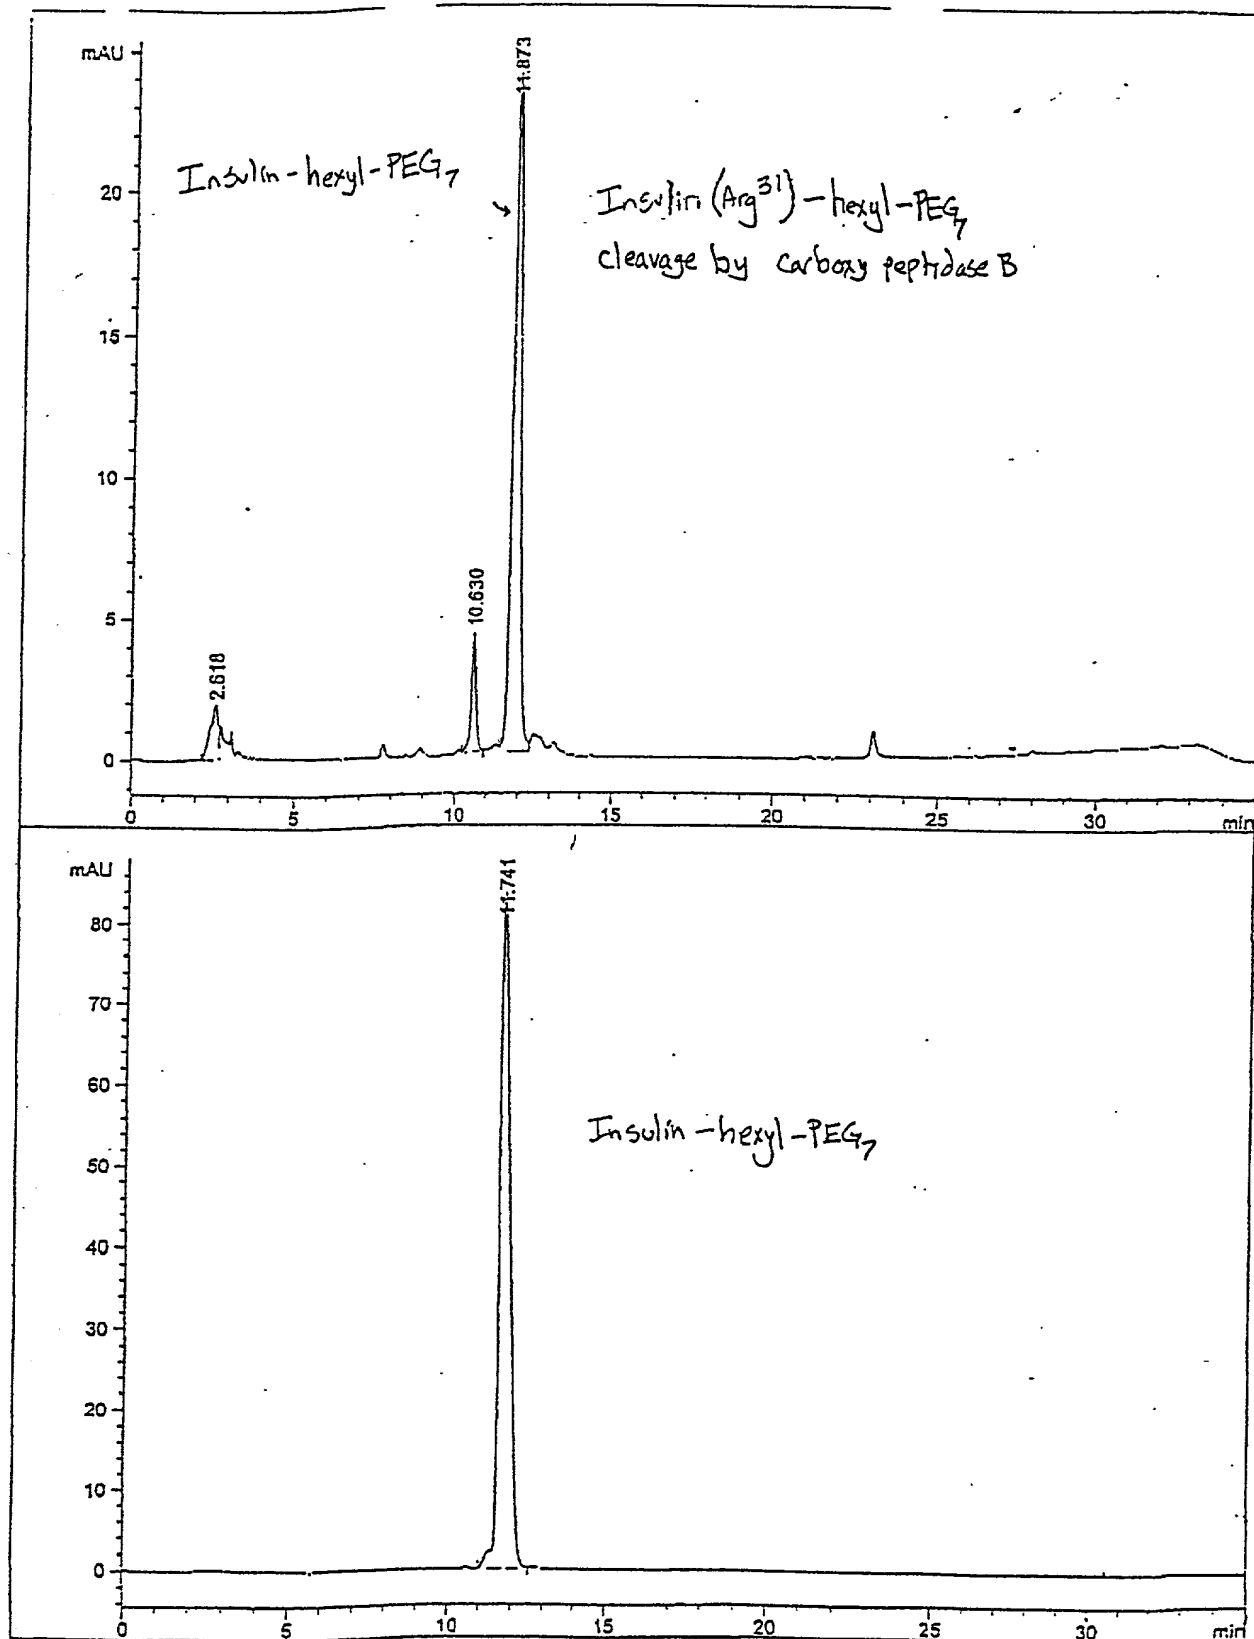 mAU
11.873
Insulin-hexyl-PEG₇
Insulin (Arg³¹)-hexyl-PEG₇
cleavage by carboxy peptidase B
20
15
10
10.630
5
2.618
0
0 5 10 15 20 25 30 min
mAU
11.741
80
70
60
Insulin-hexyl-PEG₇
50
40
30
20
10
0
0 5 10 15 20 25 30 min